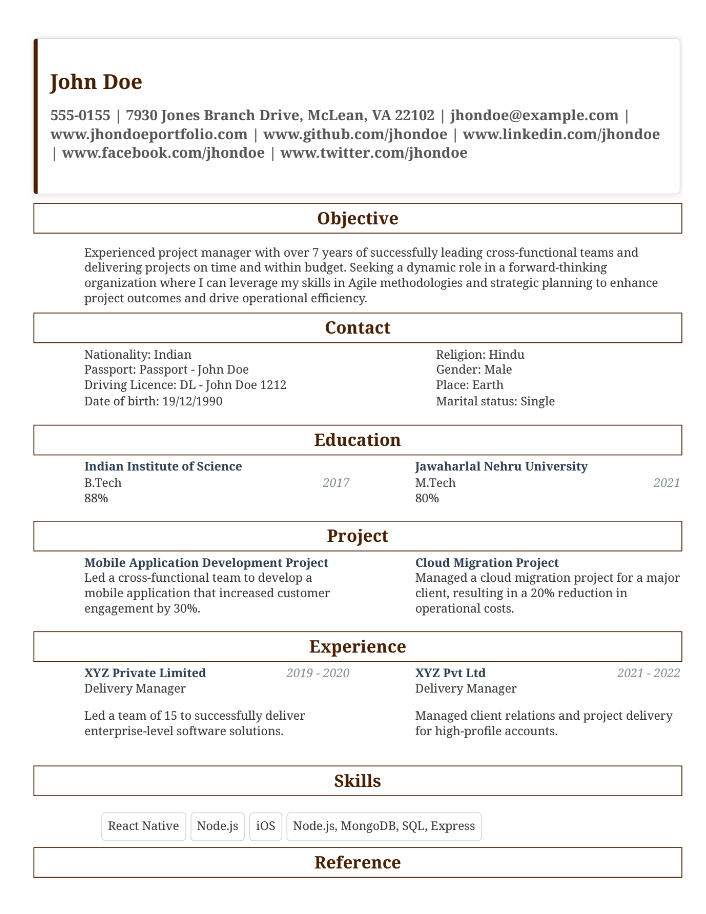 John Doe
555-0155 | 7930 Jones Branch Drive, McLean, VA 22102 | jhondoe@example.com |
www.jhondoeportfolio.com | www.github.com/jhondoe | www.linkedin.com/jhondoe
| www.facebook.com/jhondoe | www.twitter.com/jhondoe
Objective
Experienced project manager with over 7 years of successfully leading cross-functional teams and
delivering projects on time and within budget. Seeking a dynamic role in a forward-thinking
organization where I can leverage my skills in Agile methodologies and strategic planning to enhance
project outcomes and drive operational efficiency.
Contact
Nationality: Indian
Passport: Passport - John Doe
Driving Licence: DL - John Doe 1212
Date of birth: 19/12/1990
Religion: Hindu
Gender: Male
Place: Earth
Marital status: Single
Education
Indian Institute of Science
B.Tech 2017
88%
Jawaharlal Nehru University
M.Tech 2021
80%
Project
Mobile Application Development Project
Led a cross-functional team to develop a
mobile application that increased customer
engagement by 30%.
Cloud Migration Project
Managed a cloud migration project for a major
client, resulting in a 20% reduction in
operational costs.
Experience
XYZ Private Limited 2019 - 2020
Delivery Manager
Led a team of 15 to successfully deliver
enterprise-level software solutions.
XYZ Pvt Ltd 2021 - 2022
Delivery Manager
Managed client relations and project delivery
for high-profile accounts.
Skills
React Native Node.js iOS Node.js, MongoDB, SQL, Express
Reference